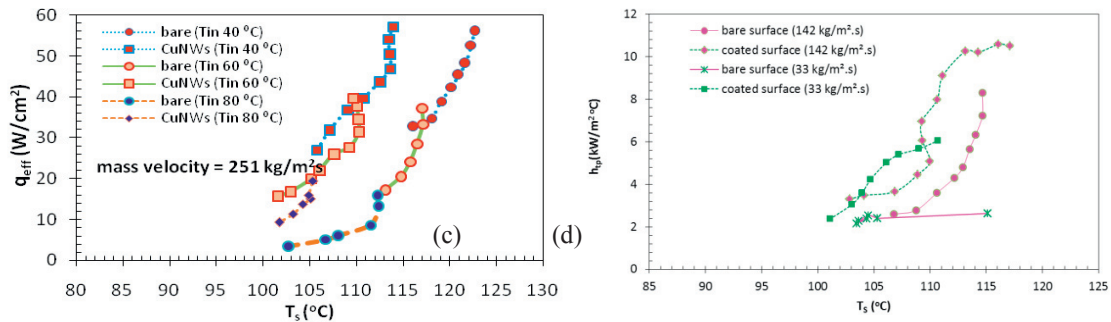 60
50
40
30
20
10
0
q_eff (W/cm²)
bare (Tin 40 °C)
CuNWs (Tin 40 °C)
bare (Tin 60 °C)
CuNWs (Tin 60 °C)
bare (Tin 80 °C)
CuNWs (Tin 80 °C)
mass velocity = 251 kg/m²s
(c)
80 85 90 95 100 105 110 115 120 125 130
T_s (°C)
(d)
12
10
8
6
4
2
0
h_tp (kW/m² °C)
bare surface (142 kg/m².s)
coated surface (142 kg/m².s)
bare surface (33 kg/m².s)
coated surface (33 kg/m².s)
85 90 95 100 105 110 115 120 125
T_s (°C)